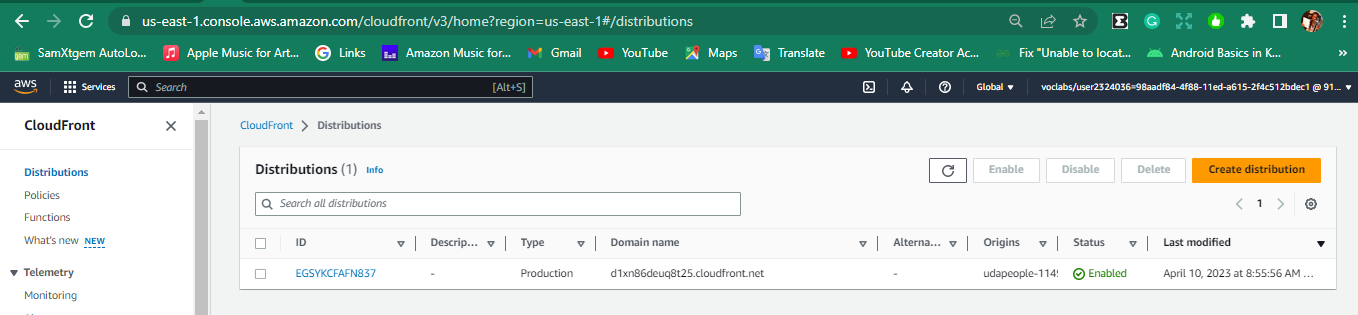 us-east-1.console.aws.amazon.com/cloudfront/v3/home?region=us-east-1#/distributions
SamXtgem AutoLo... Apple Music for Art... Links Amazon Music for... Gmail YouTube Maps Translate YouTube Creator Ac... Fix "Unable to locat... Android Basics in K... »
aws Services Search [Alt+S] Global voclabs/user2324036=98aadf84-4f88-11ed-a615-2f4c512bdec1 @ 91...
CloudFront
CloudFront Distributions
Distributions (1) Info Enable Disable Delete Create distribution
Distributions
Policies
Functions
What's new NEW
Telemetry
Monitoring
Search all distributions 1
ID Descrip... Type Domain name Alterna... Origins Status Last modified
EGSYKCFAFN837 - Production d1xn86deuq8t25.cloudfront.net - udapeople-1145 Enabled April 10, 2023 at 8:55:56 AM ...